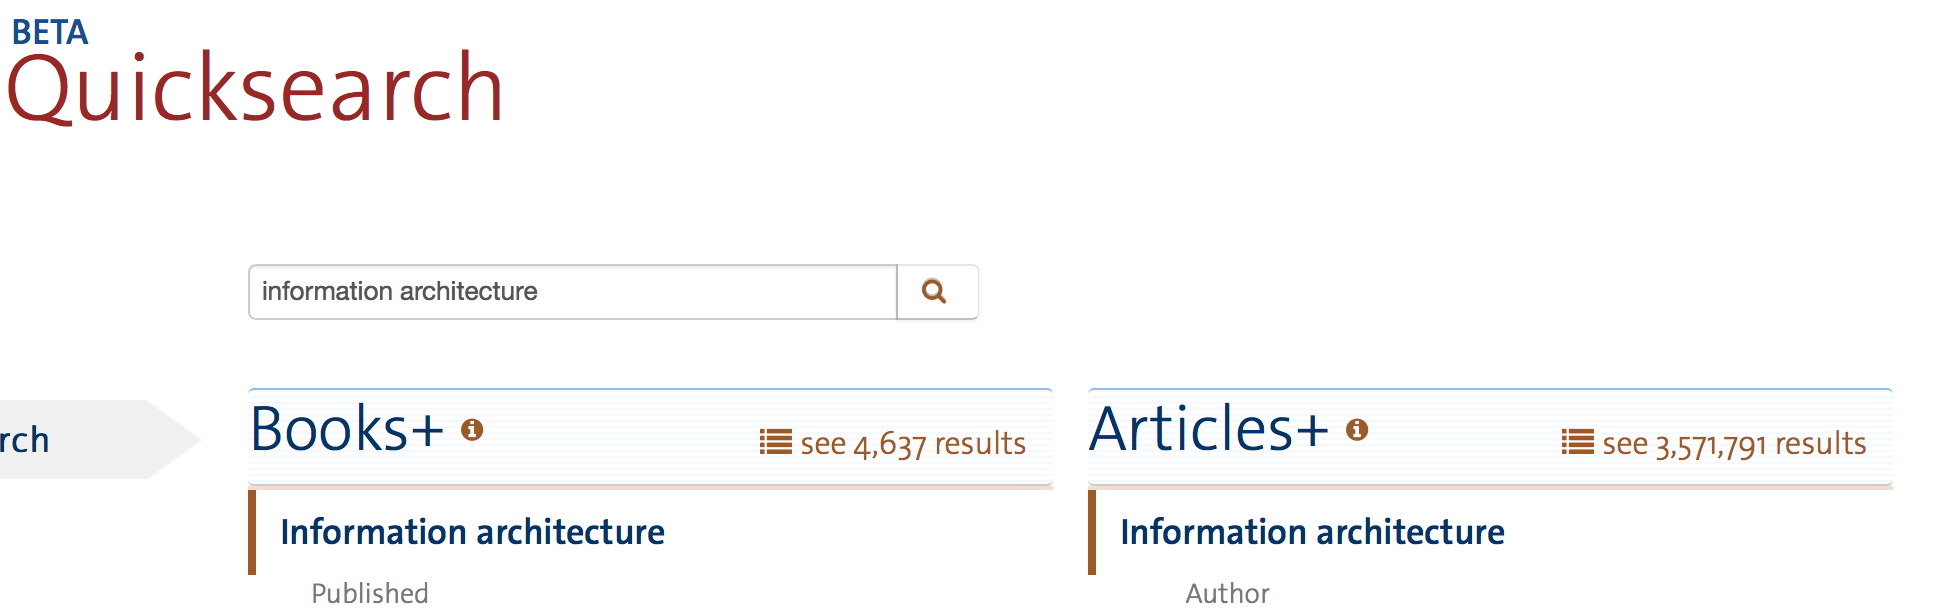 BETA
Quicksearch
information architecture
rch
Books+
see 4,637 results
Information architecture
Published
Articles+
see 3,571,791 results
Information architecture
Author